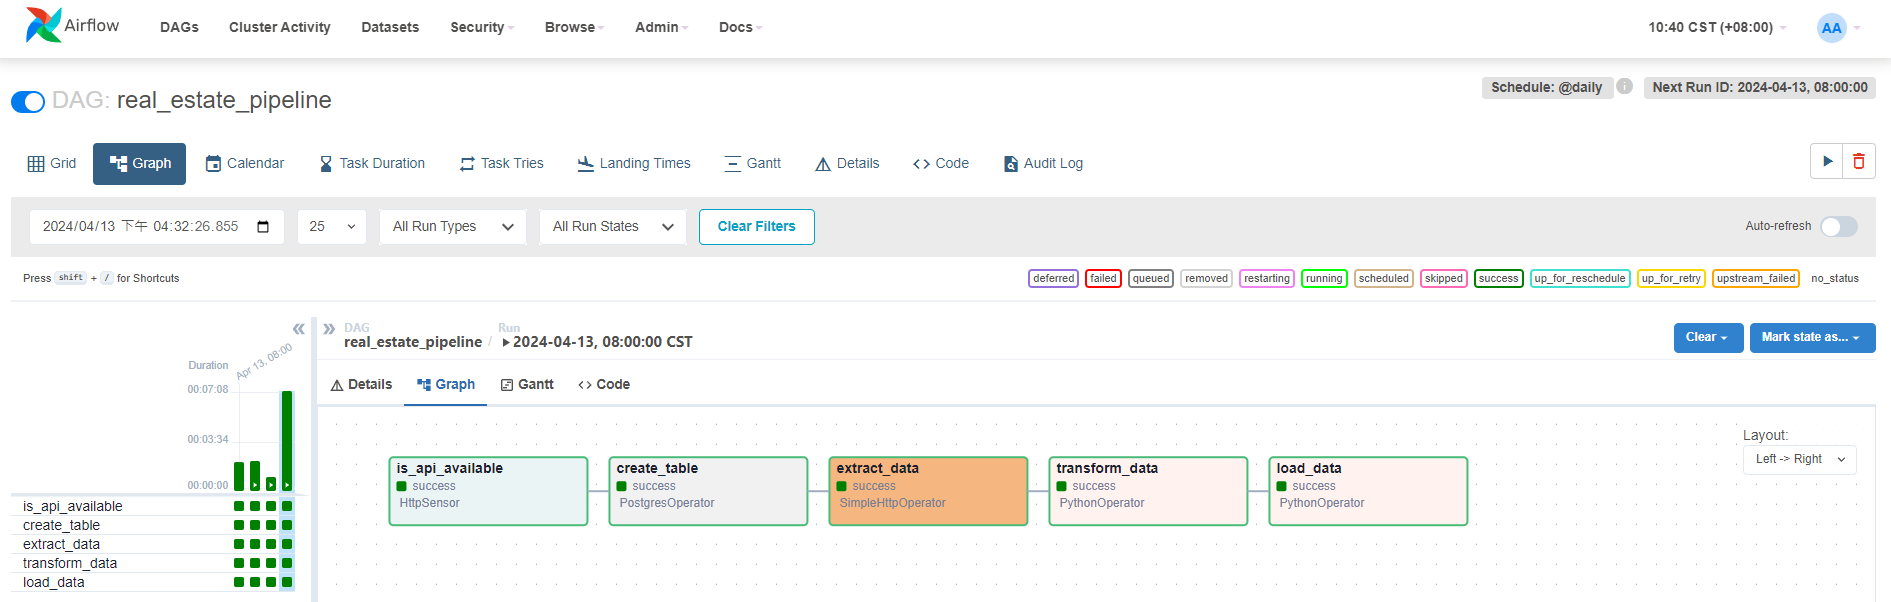 Airflow DAGs Cluster Activity Datasets Security Browse Admin Docs 10:40 CST (+08:00) AA
Schedule: @daily i Next Run ID: 2024-04-13, 08:00:00
DAG: real_estate_pipeline
Grid Graph Calendar Task Duration Task Tries Landing Times Gantt Details Code Audit Log
2024/04/13 下午 04:32:26.855 25 All Run Types All Run States Clear Filters Auto-refresh
Press shift + / for Shortcuts deferred failed queued removed restarting running scheduled skipped success up_for_reschedule up_for_retry upstream_failed no_status
DAG Run
real_estate_pipeline / 2024-04-13, 08:00:00 CST Clear Mark state as...
Apr 13, 08:00
Duration
00:07:08
00:03:34
00:00:00
is_api_available
create_table
extract_data
transform_data
load_data
Details Graph Gantt Code
Layout:
Left -> Right
is_api_available
success
HttpSensor
create_table
success
PostgresOperator
extract_data
success
SimpleHttpOperator
transform_data
success
PythonOperator
load_data
success
PythonOperator